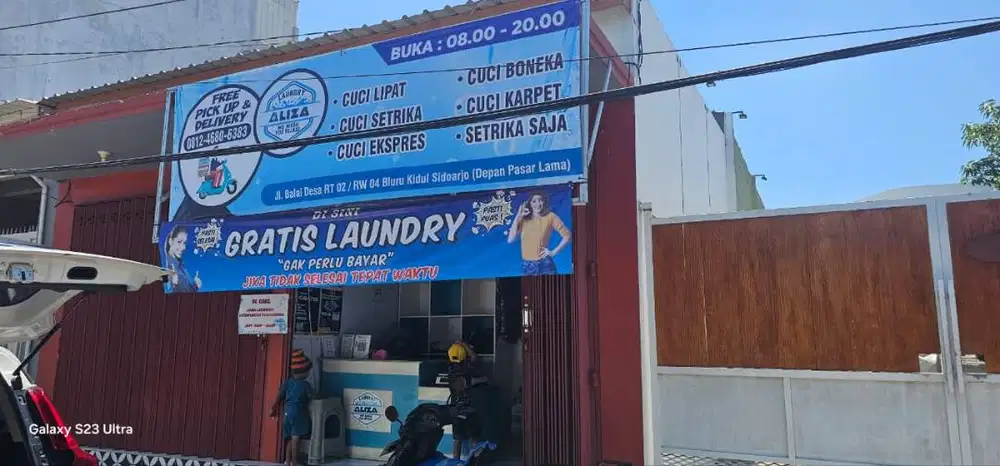 BUKA : 08.00 - 20.00
FREE
PICK UP &
DELIVERY
0812-4680-6383
LAUNDRY
ALIZA
• CUCI LIPAT
• CUCI SETRIKA
• CUCI EKSPRES
• CUCI BONEKA
• CUCI KARPET
• SETRIKA SAJA
Jl. Balai Desa RT 02 / RW 04 Bluru Kidul Sidoarjo (Depan Pasar Lama)
DI SINI
GRATIS LAUNDRY
"GAK PERLU BAYAR"
JIKA TIDAK SELESAI TEPAT WAKTU
PASTI
PASTI
PUAS!
LAUNDRY
ALIZA
Galaxy S23 Ultra